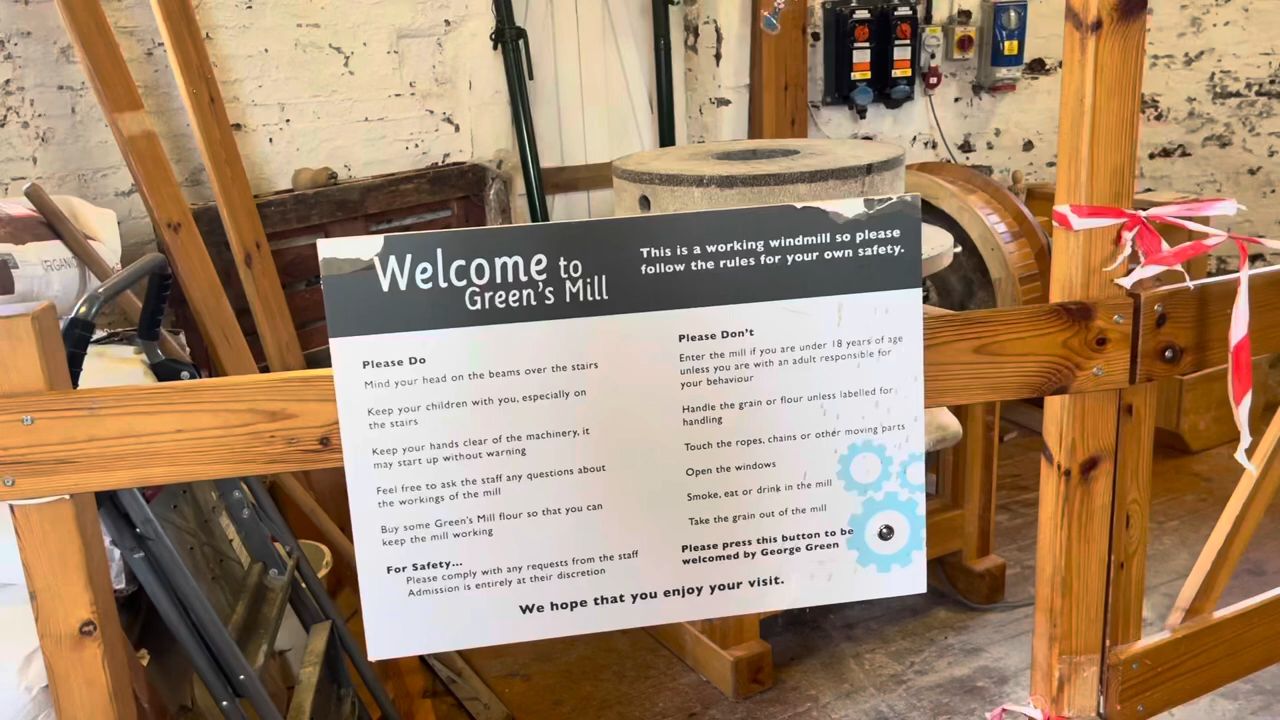 Welcome to
Green's Mill
This is a working windmill so please
follow the rules for your own safety.
Please Do
Mind your head on the beams over the stairs
Keep your children with you, especially on
the stairs
Keep your hands clear of the machinery, it
may start up without warning
Feel free to ask the staff any questions about
the workings of the mill
Buy some Green's Mill flour so that you can
keep the mill working
For Safety...
Please comply with any requests from the staff
Admission is entirely at their discretion
Please Don't
Enter the mill if you are under 18 years of age
unless you are with an adult responsible for
your behaviour
Handle the grain or flour unless labelled for
handling
Touch the ropes, chains or other moving parts
Open the windows
Smoke, eat or drink in the mill
Take the grain out of the mill
Please press this button to be
welcomed by George Green
We hope that you enjoy your visit.